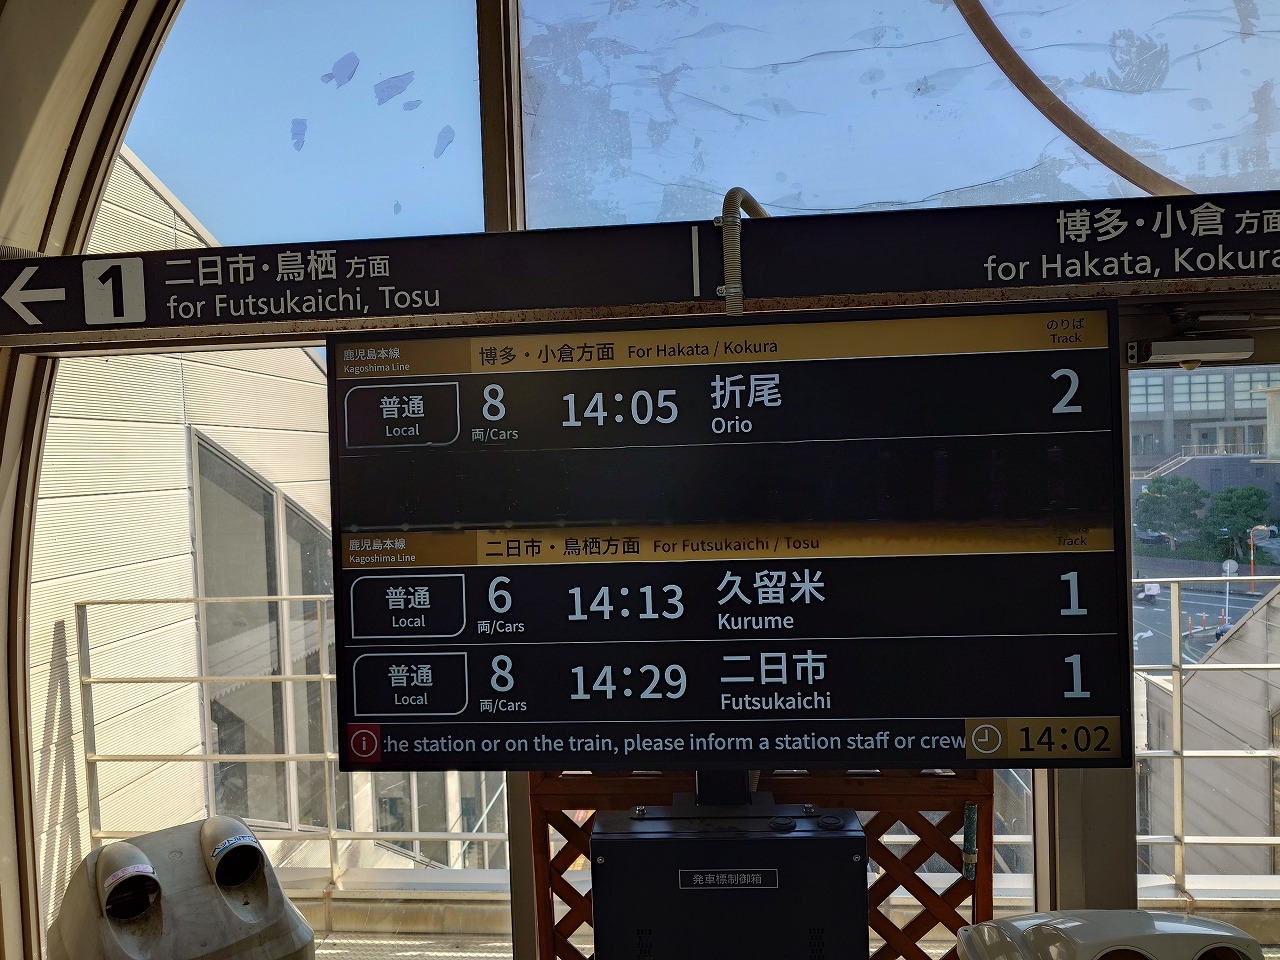 1 二日市・鳥栖 方面
for Futsukaichi, Tosu
博多・小倉 方面
for Hakata, Kokura
鹿児島本線
Kagoshima Line
博多・小倉方面 For Hakata / Kokura
のりば
Track
普通
Local
8
両/Cars
14:05
折尾
Orio
2
鹿児島本線
Kagoshima Line
二日市・鳥栖方面 For Futsukaichi / Tosu
Track
普通
Local
6
両/Cars
14:13
久留米
Kurume
1
普通
Local
8
両/Cars
14:29
二日市
Futsukaichi
1
the station or on the train, please inform a station staff or crew
14:02
発車標制御箱